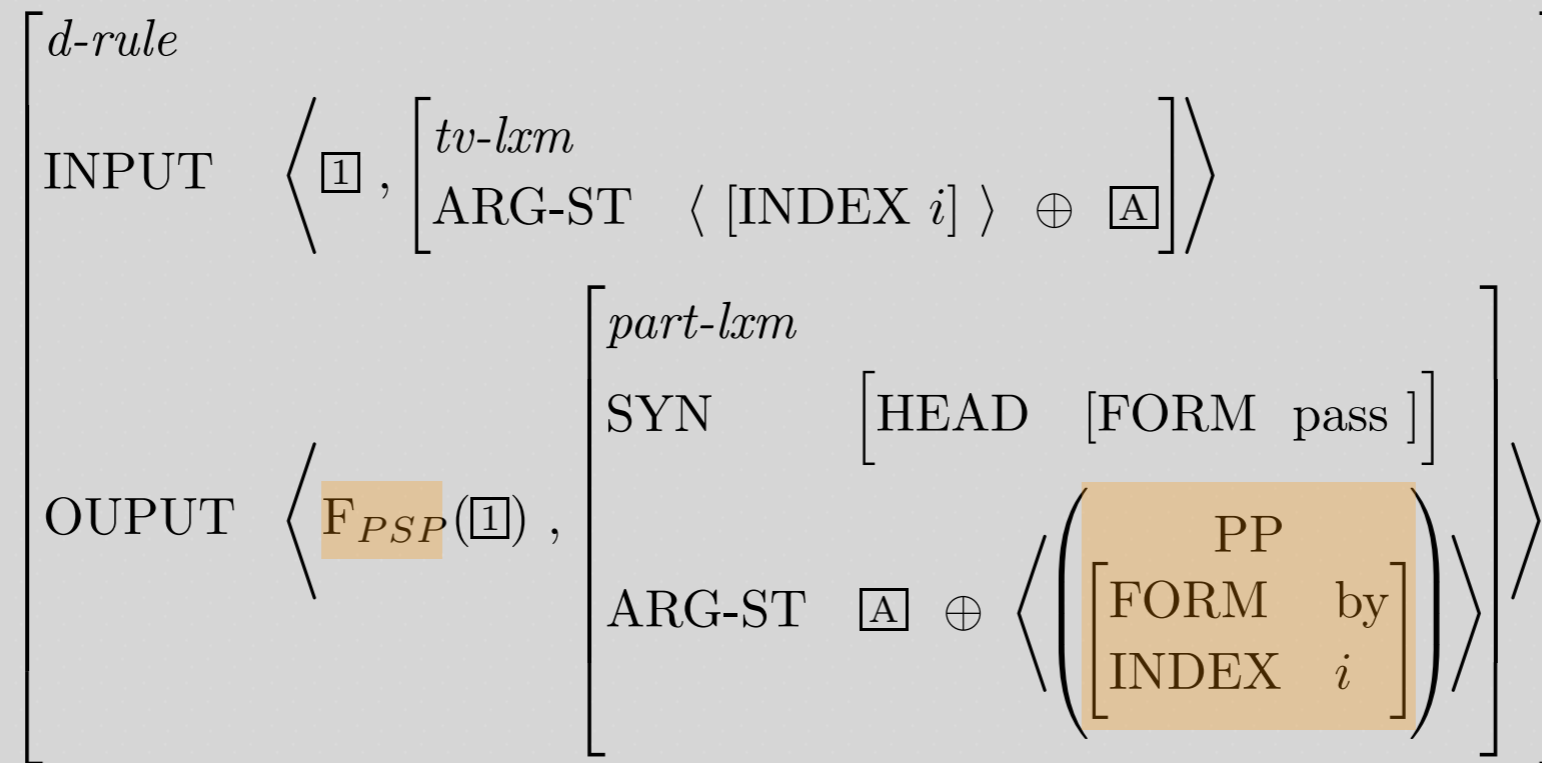 d-rule
INPUT ⟨ 1 , [ tv-lxm
ARG-ST ⟨ [INDEX i] ⟩ ⊕ A ] ⟩
part-lxm
SYN [HEAD [FORM pass ]]
OUPUT ⟨ F_PSP(1) ,
ARG-ST A ⊕ ⟨ ( PP
[ FORM by
INDEX i ] ) ⟩ ⟩